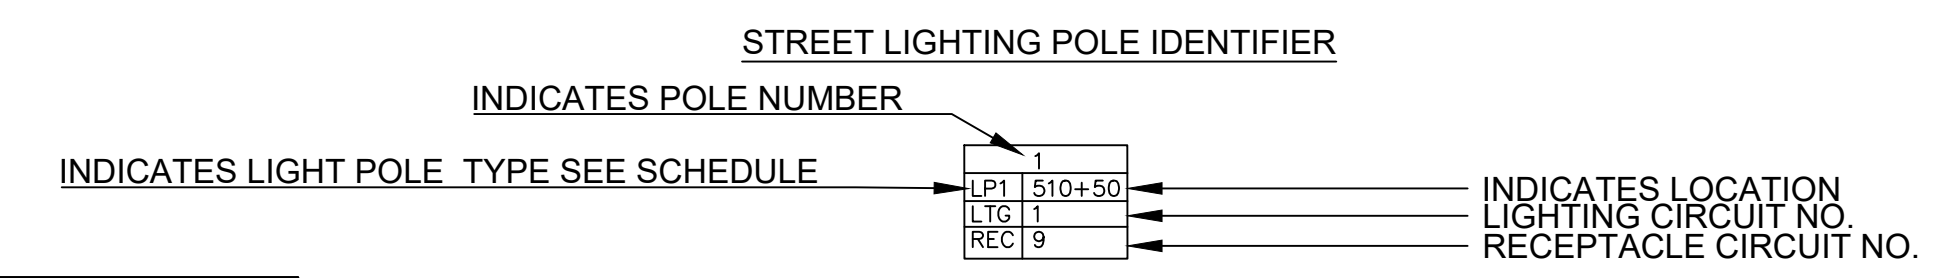 STREET LIGHTING POLE IDENTIFIER
INDICATES POLE NUMBER
1
INDICATES LIGHT POLE TYPE SEE SCHEDULE
LP1 510+50
INDICATES LOCATION
LTG 1
LIGHTING CIRCUIT NO.
REC 9
RECEPTACLE CIRCUIT NO.